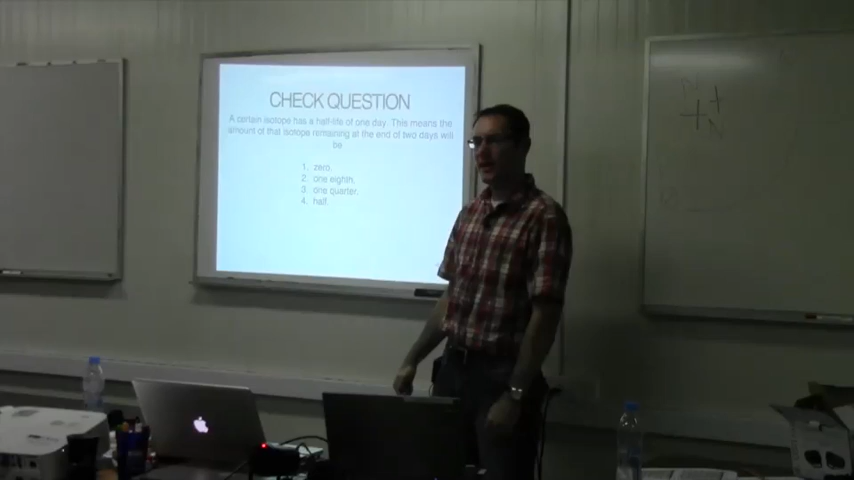 CHECK QUESTION
A certain isotope has a half-life of one day. This means the
amount of that isotope remaining at the end of two days will
be
1. zero.
2. one eighth.
3. one quarter.
4. half.